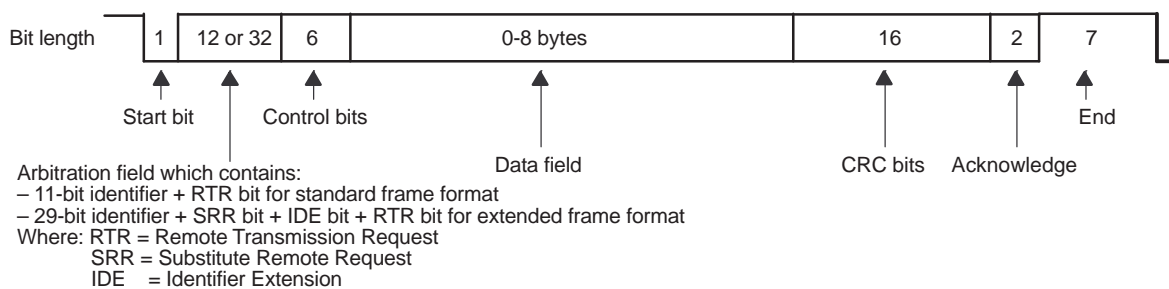 Bit length 1 12 or 32 6 0-8 bytes 16 2 7
Start bit Control bits End
Data field CRC bits Acknowledge
Arbitration field which contains:
– 11-bit identifier + RTR bit for standard frame format
– 29-bit identifier + SRR bit + IDE bit + RTR bit for extended frame format
Where: RTR = Remote Transmission Request
SRR = Substitute Remote Request
IDE = Identifier Extension